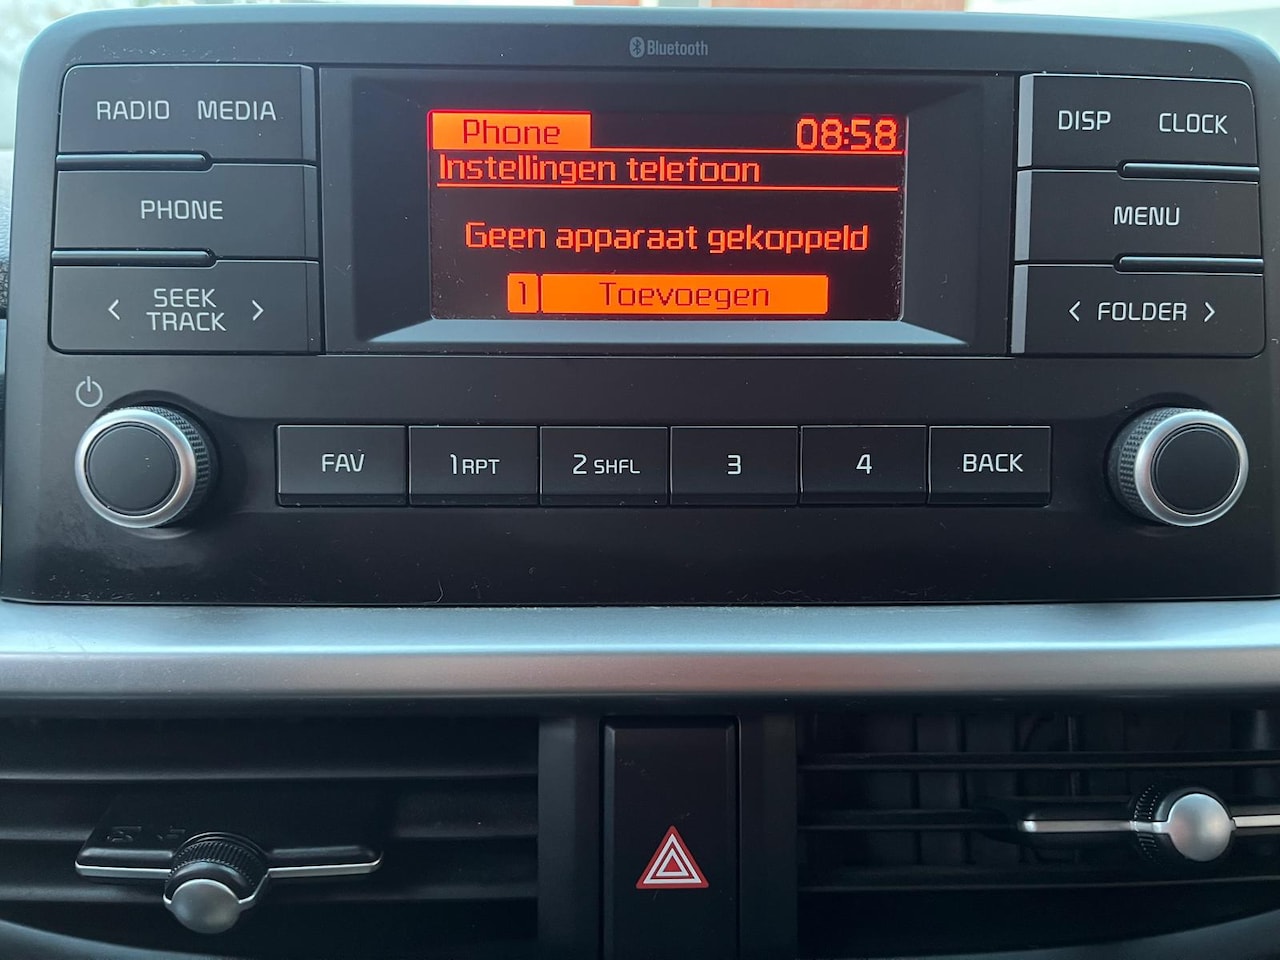 Bluetooth
RADIO MEDIA
PHONE
< SEEK >
TRACK
Phone 08:58
Instellingen telefoon
Geen apparaat gekoppeld
1 Toevoegen
DISP CLOCK
MENU
< FOLDER >
FAV 1 RPT 2 SHFL 3 4 BACK